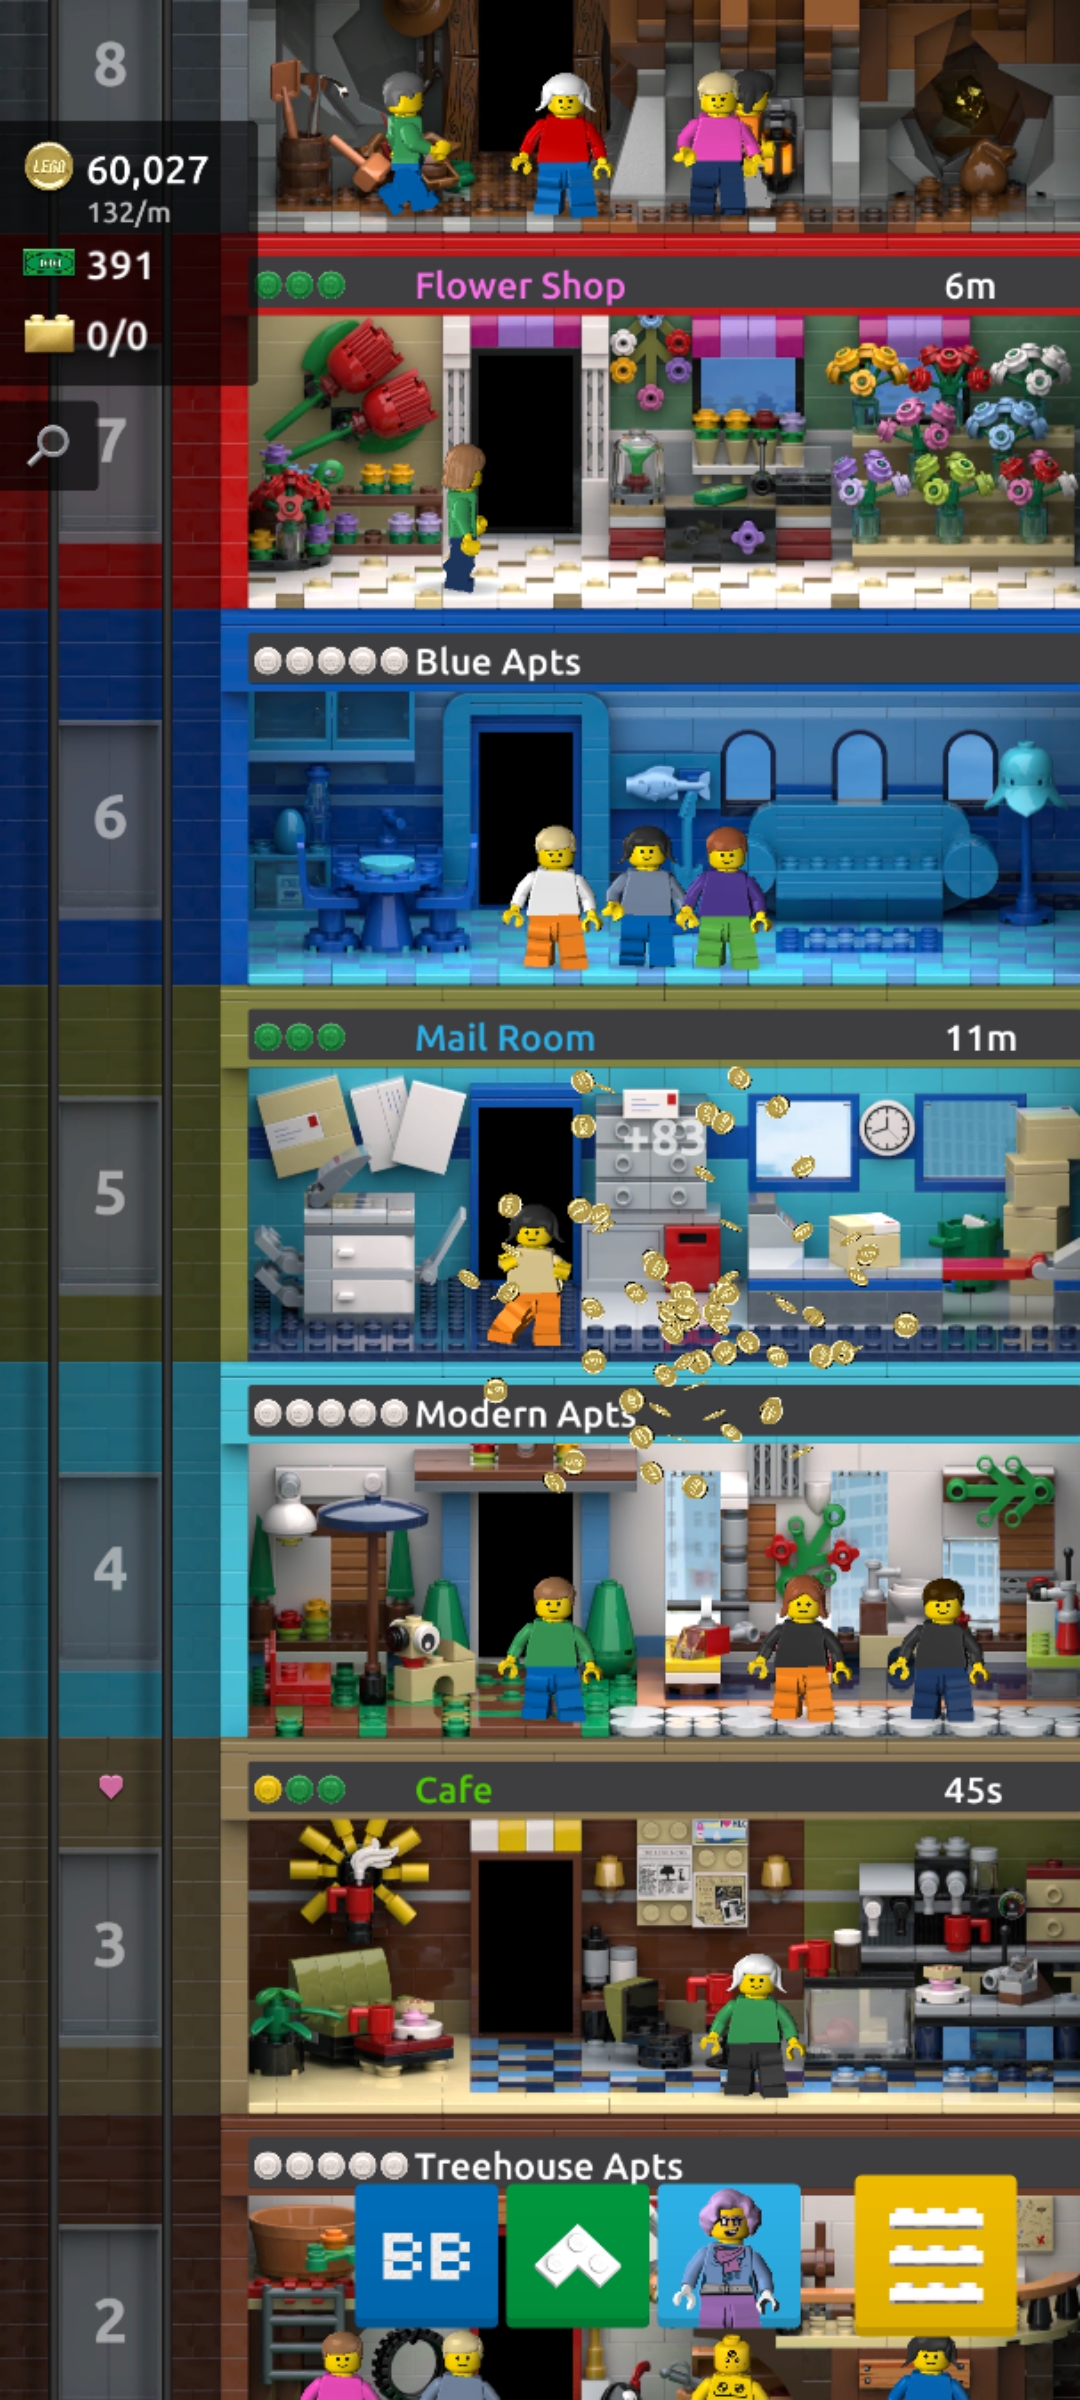 8
LEGO 60,027
132/m
391
0/0
Flower Shop 6m
7
Blue Apts
6
Mail Room 11m
+83
5
Modern Apts
4
Cafe 45s
3
Treehouse Apts
BB
2